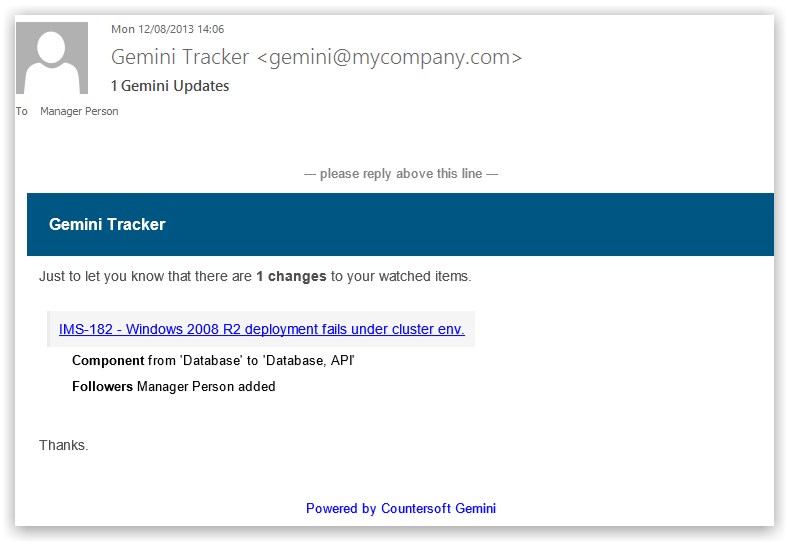 Mon 12/08/2013 14:06
Gemini Tracker <gemini@mycompany.com>
1 Gemini Updates
To Manager Person
--- please reply above this line ---
Gemini Tracker
Just to let you know that there are 1 changes to your watched items.
IMS-182 - Windows 2008 R2 deployment fails under cluster env.
Component from 'Database' to 'Database, API'
Followers Manager Person added
Thanks.
Powered by Countersoft Gemini